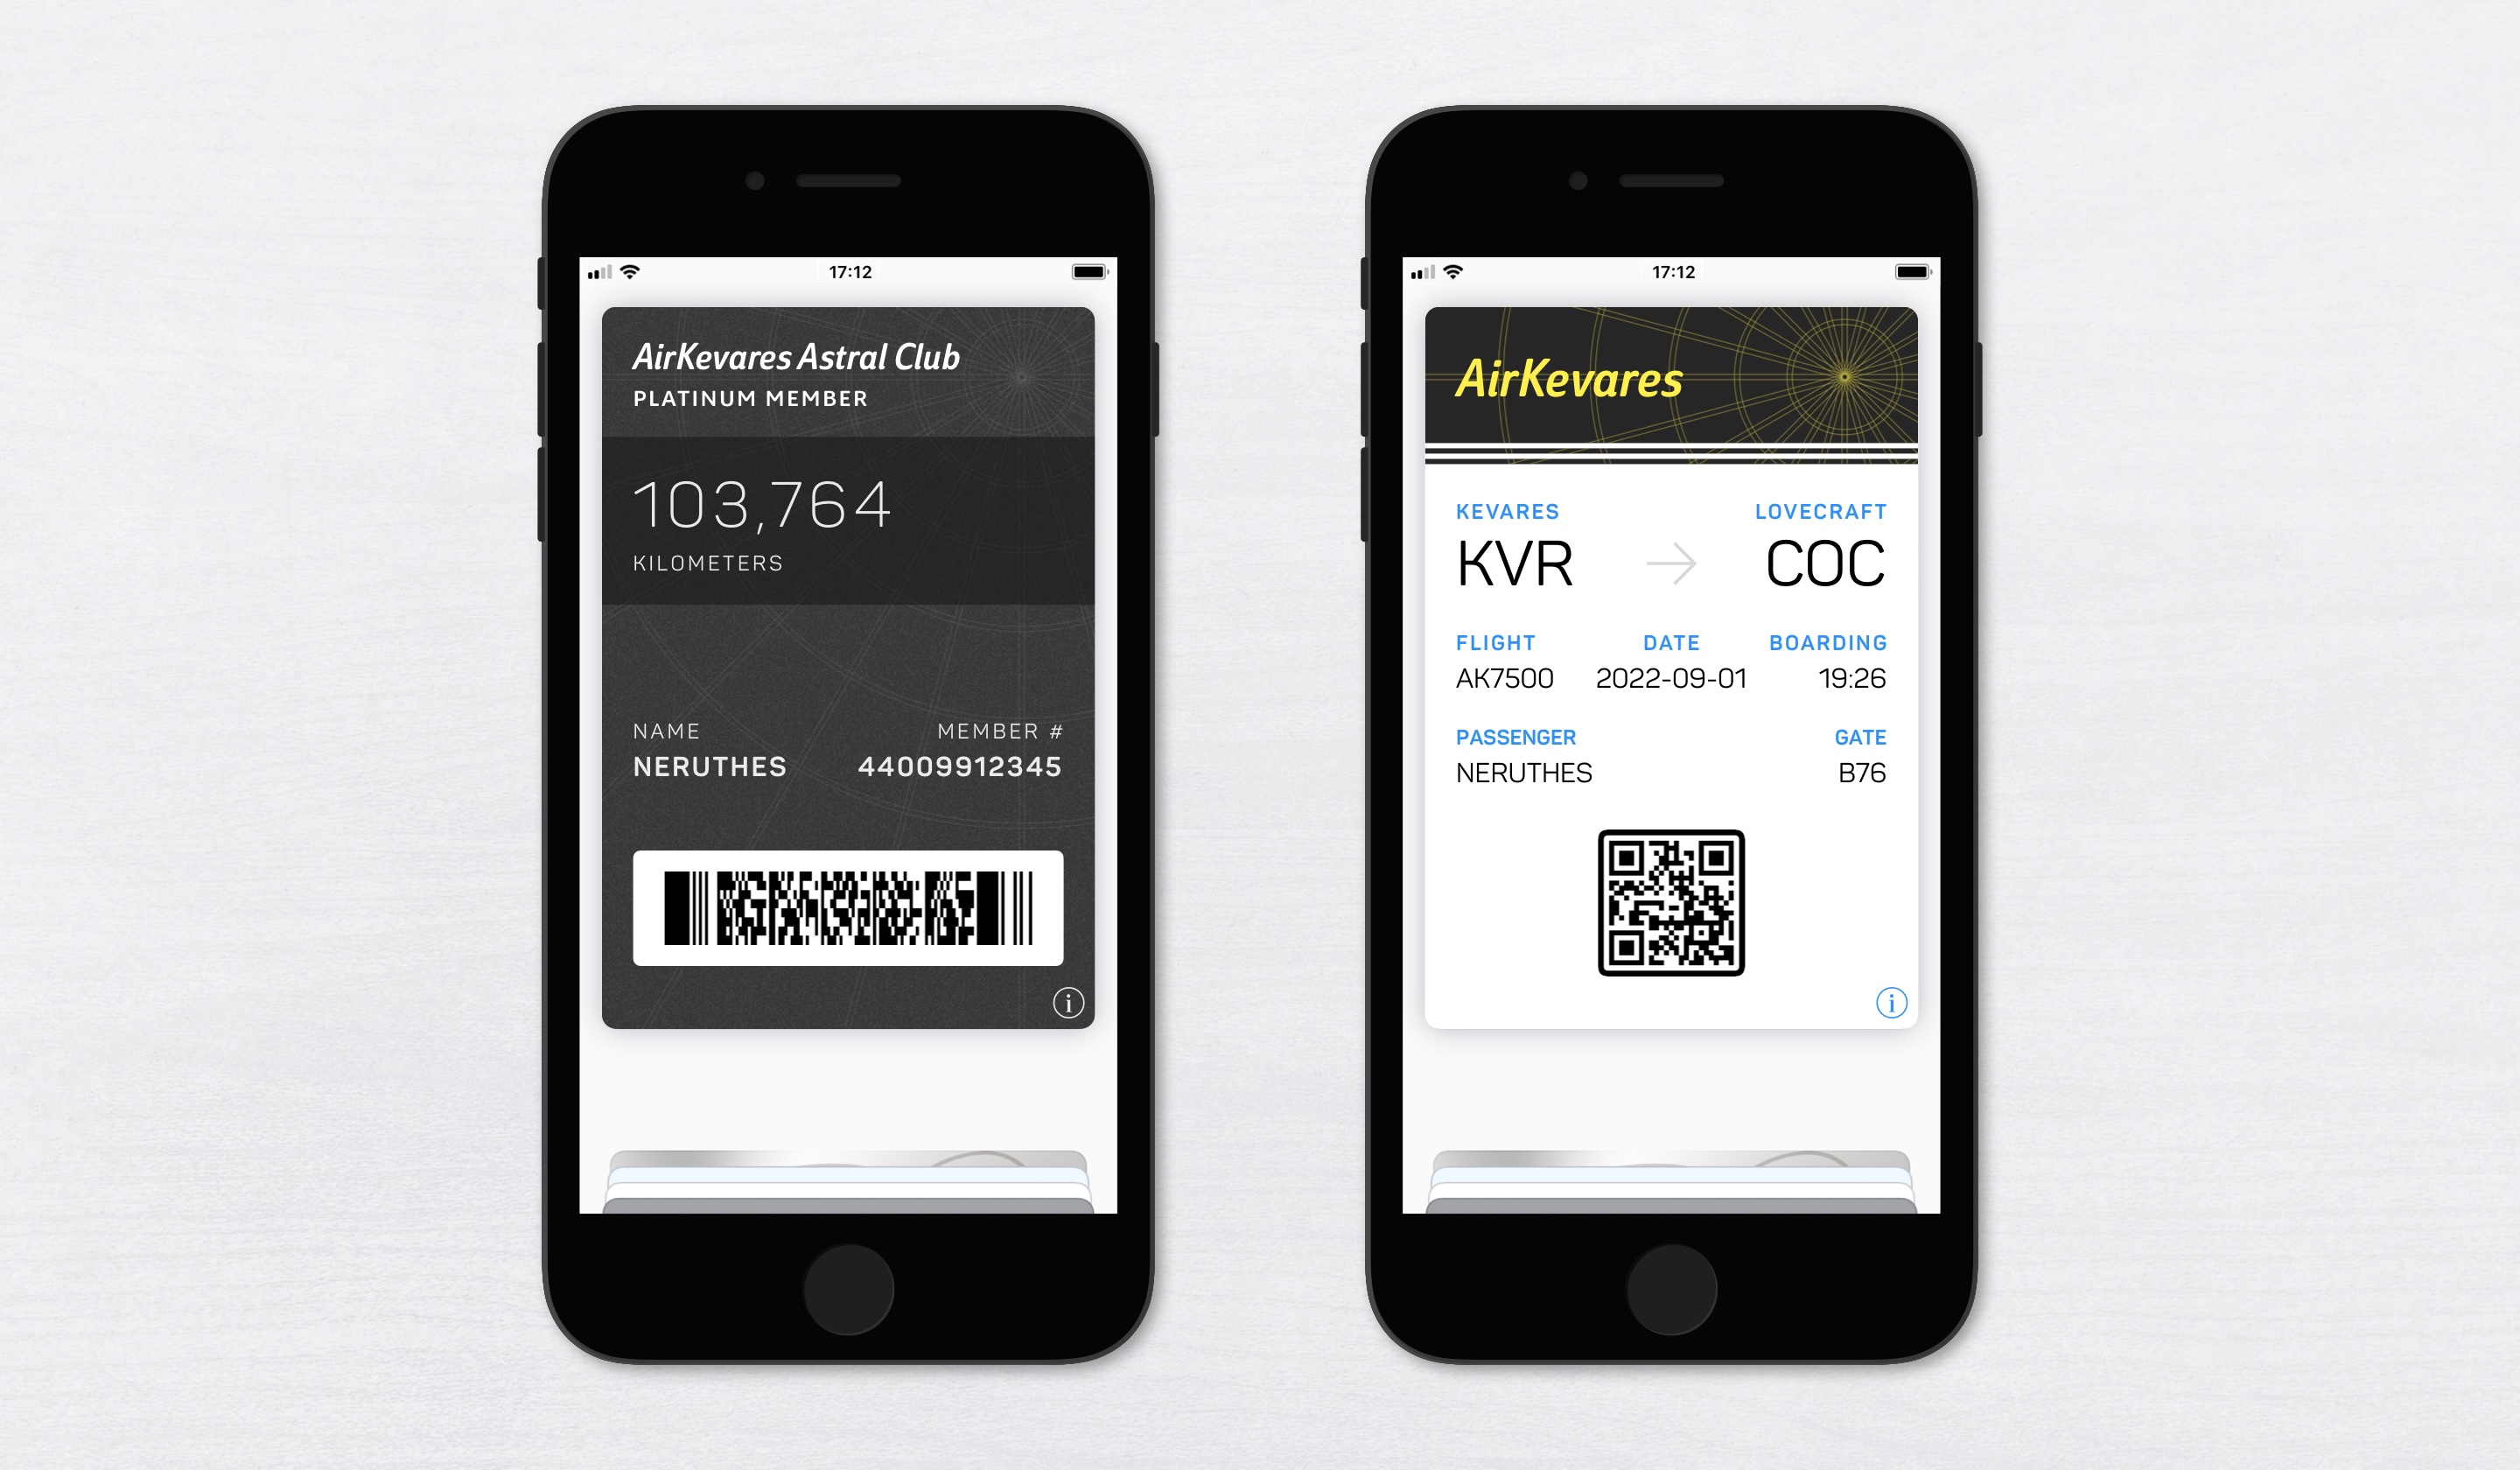 17:12
AirKevares Astral Club
PLATINUM MEMBER
103,764
KILOMETERS
NAME MEMBER #
NERUTHES 44009912345
i
17:12
AirKevares
KEVARES LOVECRAFT
KVR → COC
FLIGHT DATE BOARDING
AK7500 2022-09-01 19:26
PASSENGER GATE
NERUTHES B76
i